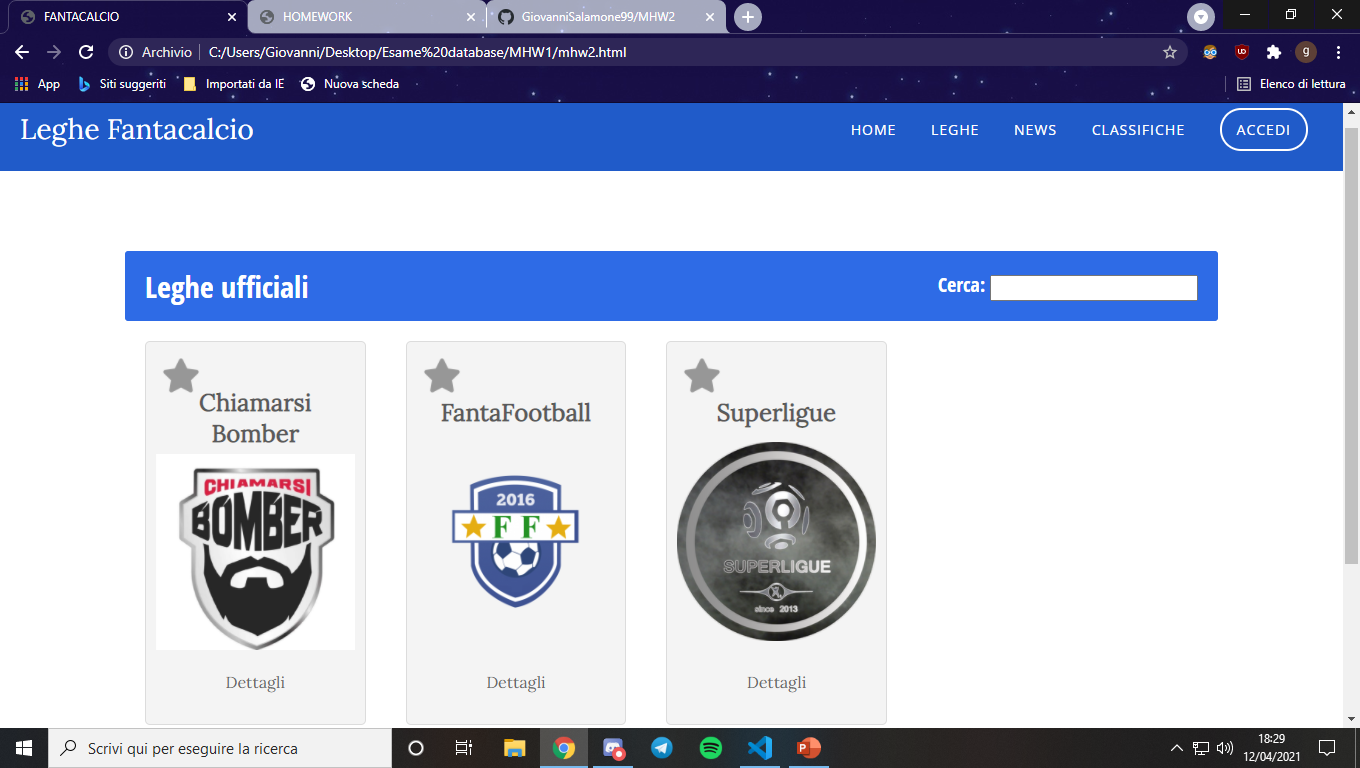 FANTACALCIO
HOMEWORK
GiovanniSalamone99/MHW2
Archivio
C:/Users/Giovanni/Desktop/Esame%20database/MHW1/mhw2.html
UD
g
App
Siti suggeriti
Importati da IE
Nuova scheda
Elenco di lettura
Leghe Fantacalcio
HOME
LEGHE
NEWS
CLASSIFICHE
ACCEDI
Leghe ufficiali
Cerca:
Chiamarsi
Bomber
CHIAMARSI
BOMBER
Dettagli
FantaFootball
2016
F F
Dettagli
Superligue
SUPERLIGUE
since 2013
Dettagli
Scrivi qui per eseguire la ricerca
18:29
12/04/2021